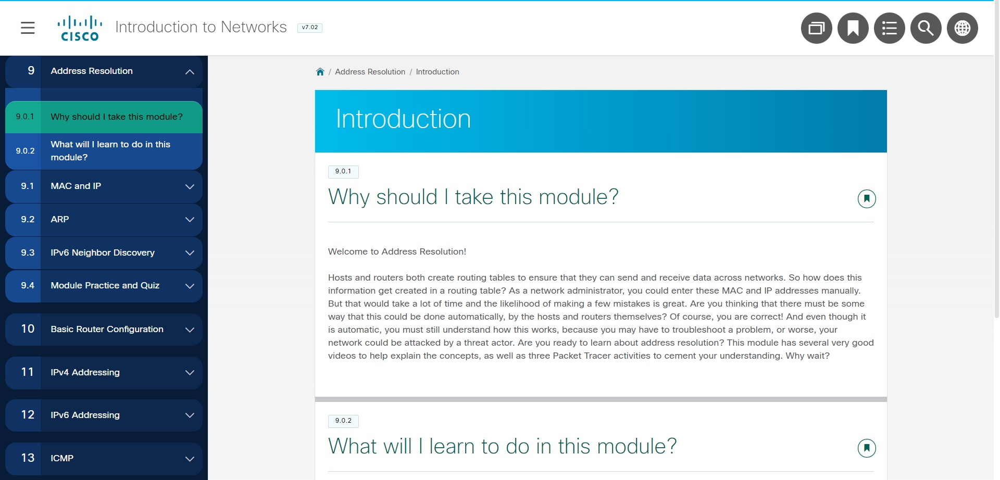 CISCO
Introduction to Networks
v7.02
9 Address Resolution
9.0.1 Why should I take this module?
9.0.2 What will I learn to do in this
module?
9.1 MAC and IP
9.2 ARP
9.3 IPv6 Neighbor Discovery
9.4 Module Practice and Quiz
10 Basic Router Configuration
11 IPv4 Addressing
12 IPv6 Addressing
13 ICMP
/ Address Resolution / Introduction
Introduction
9.0.1
Why should I take this module?
Welcome to Address Resolution!
Hosts and routers both create routing tables to ensure that they can send and receive data across networks. So how does this
information get created in a routing table? As a network administrator, you could enter these MAC and IP addresses manually.
But that would take a lot of time and the likelihood of making a few mistakes is great. Are you thinking that there must be some
way that this could be done automatically, by the hosts and routers themselves? Of course, you are correct! And even though it
is automatic, you must still understand how this works, because you may have to troubleshoot a problem, or worse, your
network could be attacked by a threat actor. Are you ready to learn about address resolution? This module has several very good
videos to help explain the concepts, as well as three Packet Tracer activities to cement your understanding. Why wait?
9.0.2
What will I learn to do in this module?